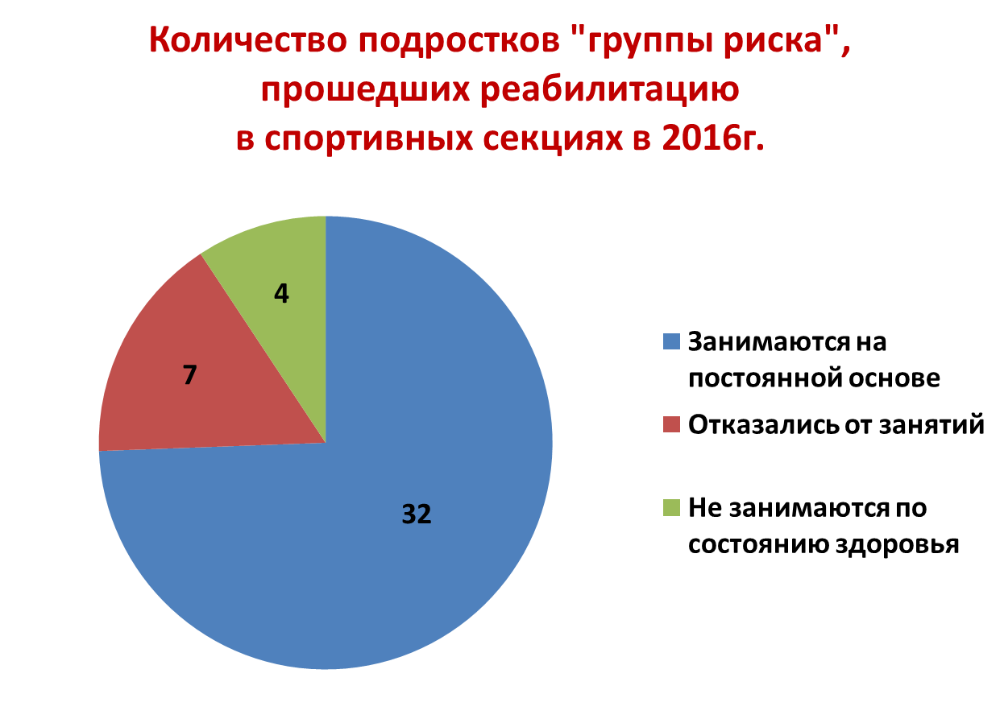 Количество подростков "группы риска",
прошедших реабилитацию
в спортивных секциях в 2016г.
4
7
32
Занимаются на
постоянной основе
Отказались от занятий
Не занимаются по
состоянию здоровья